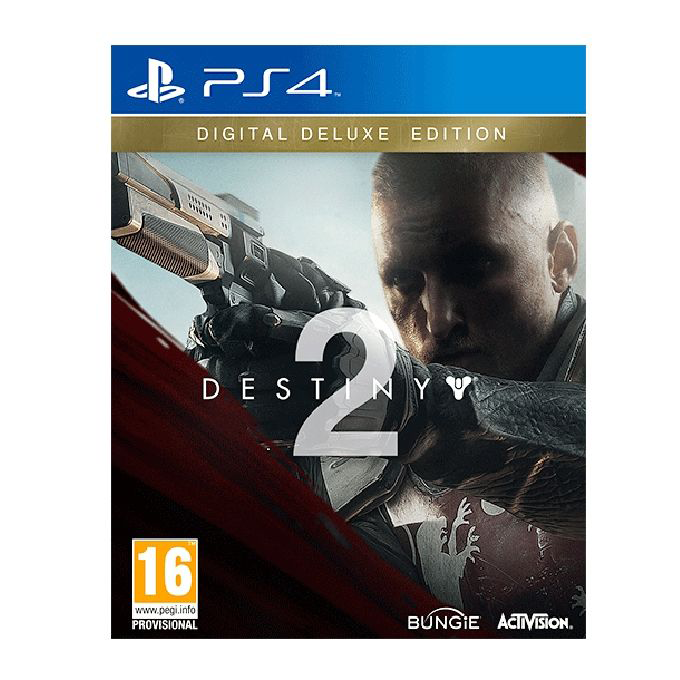 PS4
DIGITAL DELUXE EDITION
2
DESTINY
16
www.pegi.info
PROVISIONAL
BUNGiE ACTIVISION